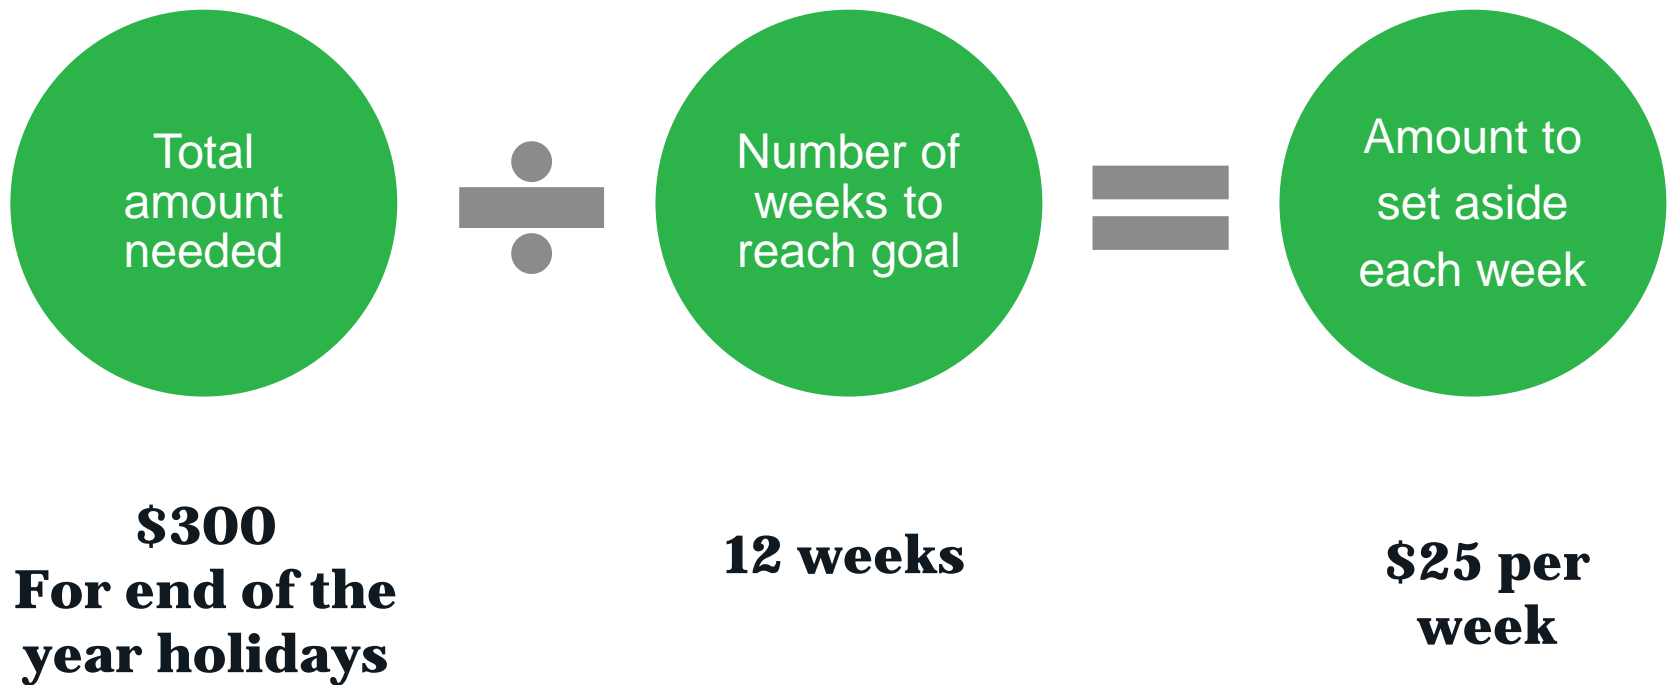 Total
amount
needed
÷
Number of
weeks to
reach goal
=
Amount to
set aside
each week
$300
For end of the
year holidays
12 weeks
$25 per
week